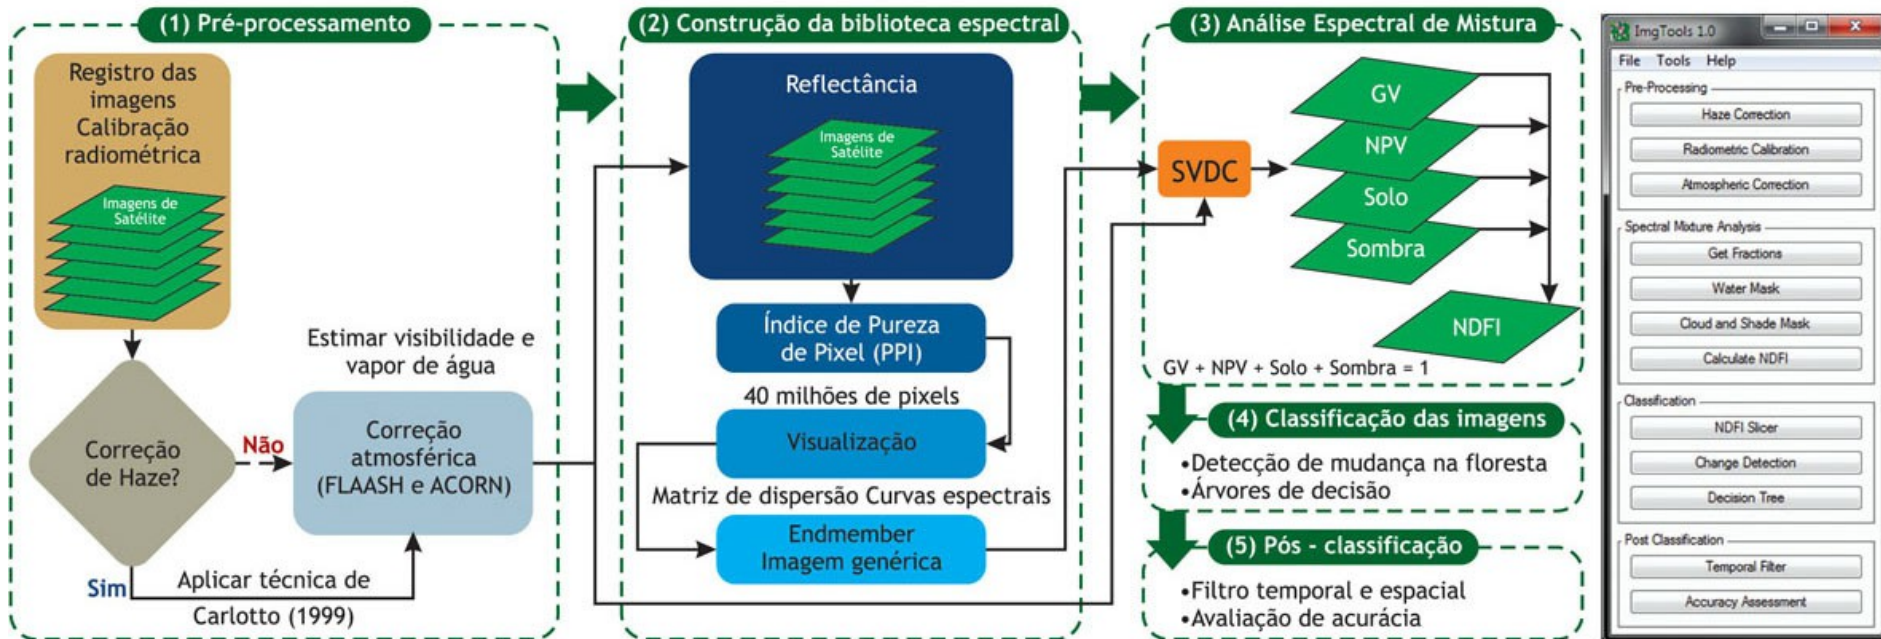 (1) Pré-processamento
Registro das
imagens
Calibração
radiométrica
Imagens de
Satélite
Correção
de Haze?
Não
Sim
Aplicar técnica de
Carlotto (1999)
Estimar visibilidade e
vapor de água
Correção
atmosférica
(FLAASH e ACORN)
(2) Construção da biblioteca espectral
Reflectância
Imagens de
Satélite
Índice de Pureza
de Pixel (PPI)
40 milhões de pixels
Visualização
Matriz de dispersão Curvas espectrais
Endmember
Imagem genérica
(3) Análise Espectral de Mistura
SVDC
GV
NPV
Solo
Sombra
NDFI
GV + NPV + Solo + Sombra = 1
(4) Classificação das imagens
•Detecção de mudança na floresta
•Árvores de decisão
(5) Pós - classificação
•Filtro temporal e espacial
•Avaliação de acurácia
ImgTools 1.0
File Tools Help
Pre-Processing
Haze Correction
Radiometric Calibration
Atmospheric Correction
Spectral Mixture Analysis
Get Fractions
Water Mask
Cloud and Shade Mask
Calculate NDFI
Classification
NDFI Slicer
Change Detection
Decision Tree
Post Classification
Temporal Filter
Accuracy Assessment